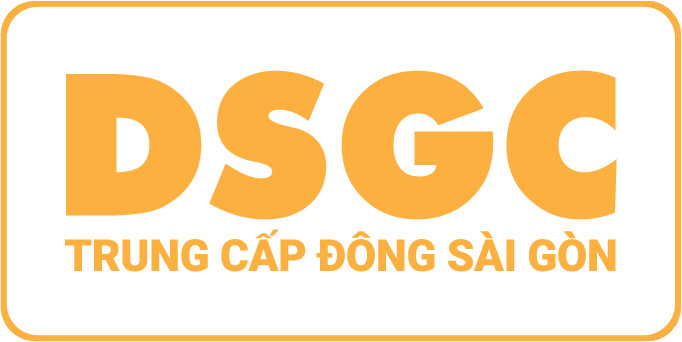 DSGC
TRUNG CẤP ĐÔNG SÀI GÒN